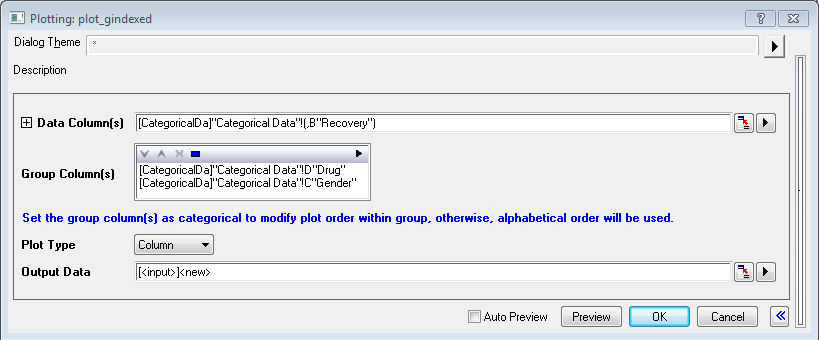 Plotting: plot_gindexed
Dialog Theme *
Description
Data Column(s) [CategoricalDa]"Categorical Data"!(,B"Recovery")
Group Column(s)
[CategoricalDa]"Categorical Data"!D"Drug"
[CategoricalDa]"Categorical Data"!C"Gender"
Set the group column(s) as categorical to modify plot order within group, otherwise, alphabetical order will be used.
Plot Type Column
Output Data [<input>]<new>
Auto Preview Preview OK Cancel